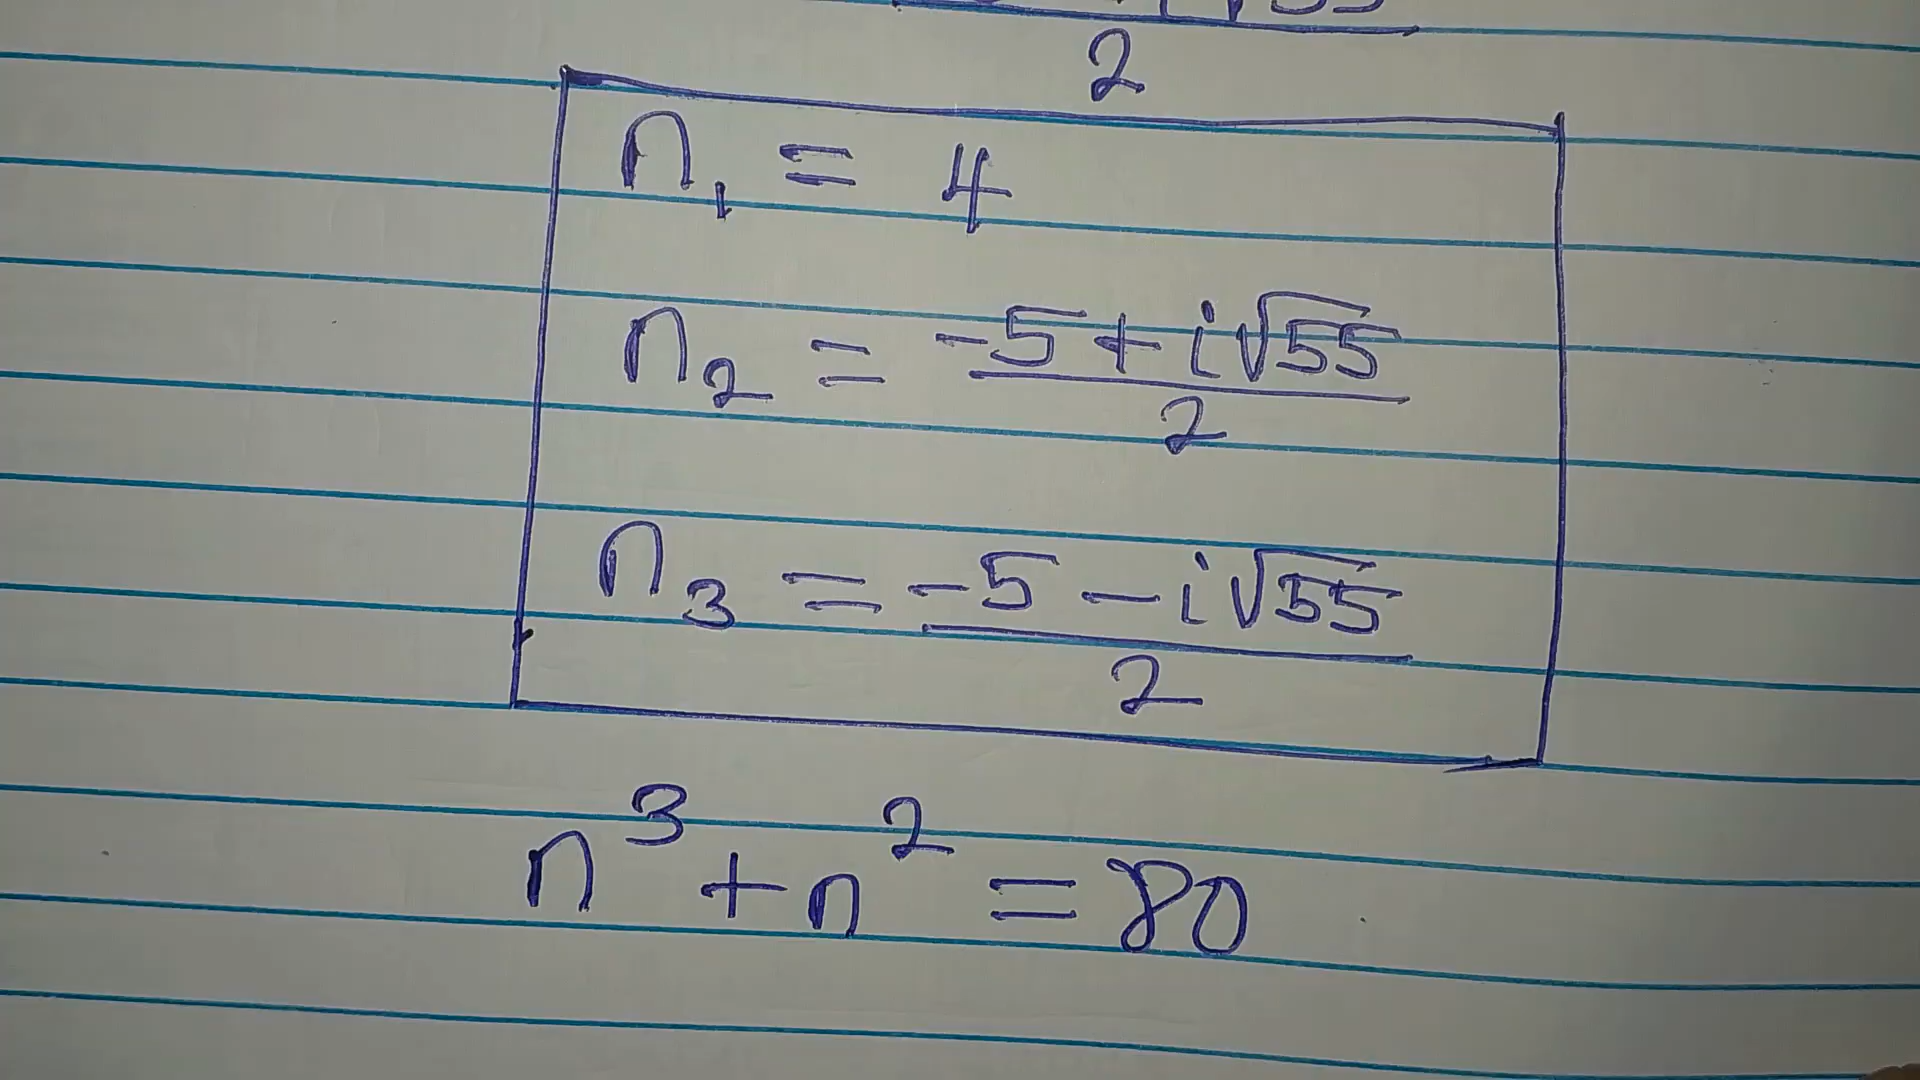 2
n₁ = 4
n₂ = -5 + i√55
2
n₃ = -5 - i√55
2
n³ + n² = 80